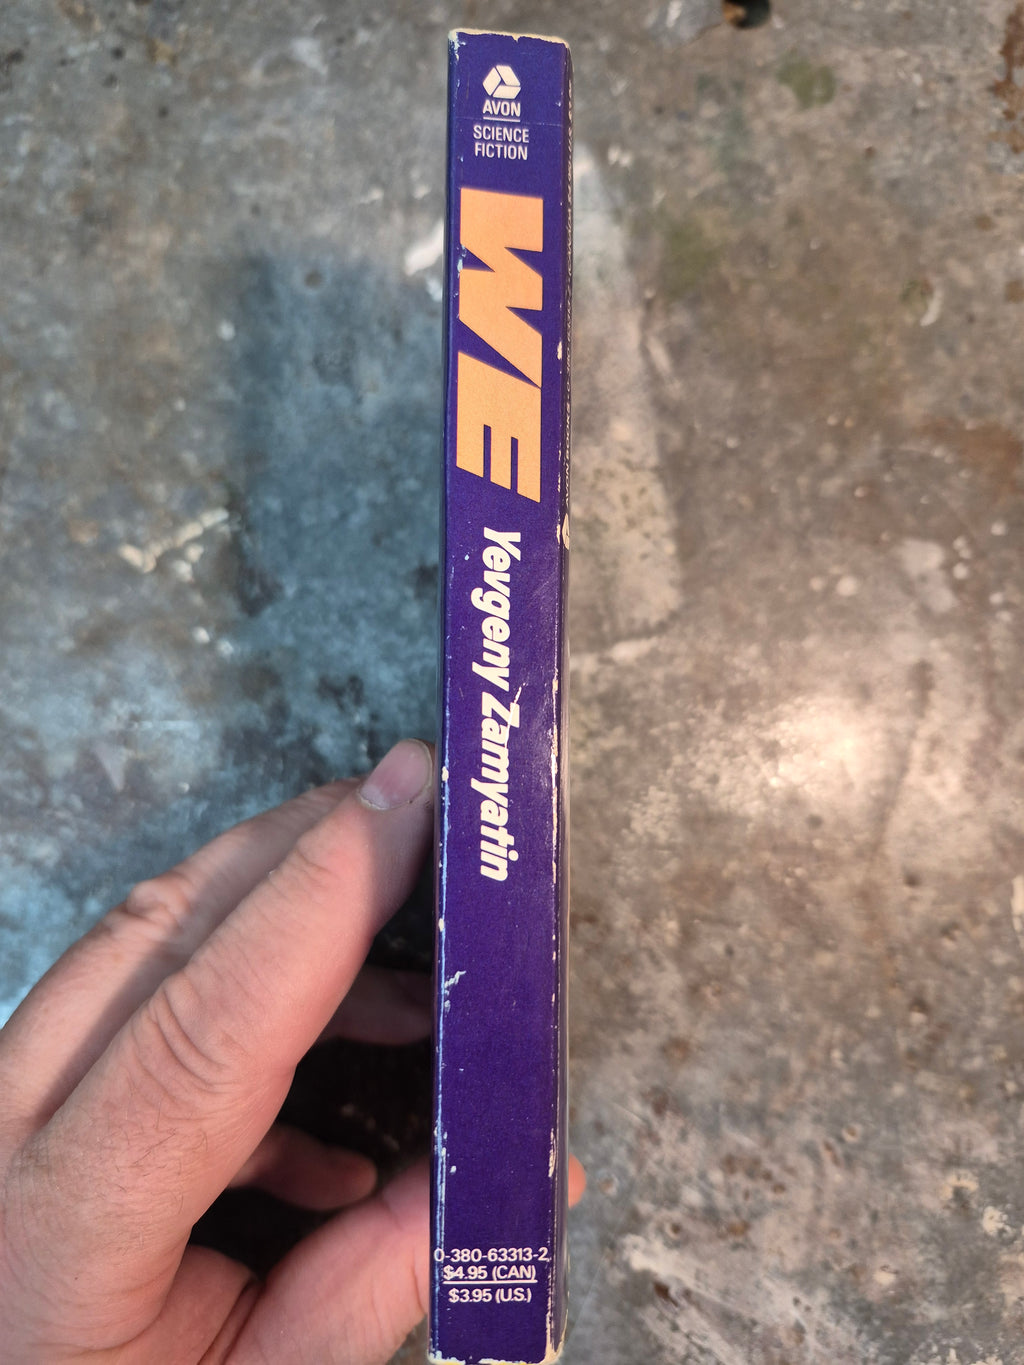 AVON
SCIENCE
FICTION
WE
Yevgeny Zamyatin
0-380-63313-2
$4.95 (CAN)
$3.95 (U.S.)